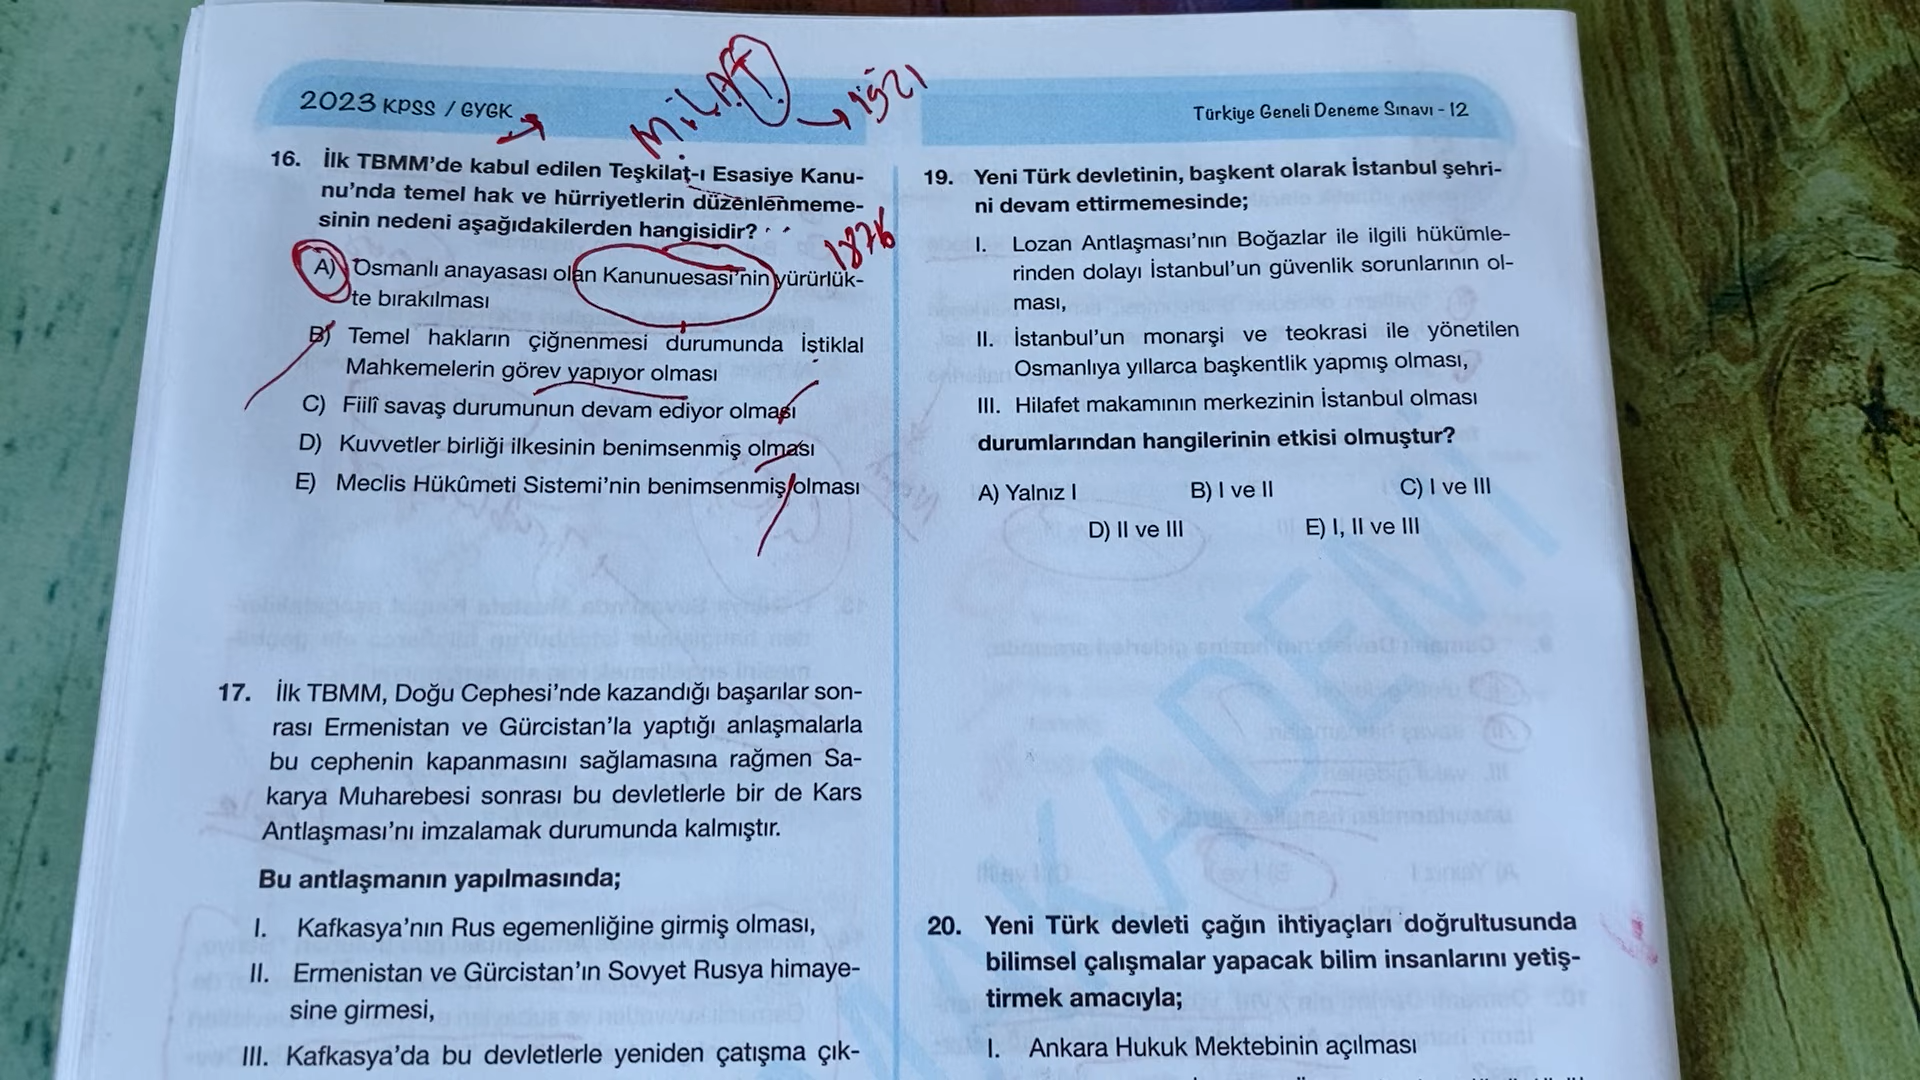 2023 KPSS / GYGK
MİLAT → 1921
Türkiye Geneli Deneme Sınavı - 12
16. İlk TBMM’de kabul edilen Teşkilat-ı Esasiye Kanu-
nu’nda temel hak ve hürriyetlerin düzenlenmeme-
sinin nedeni aşağıdakilerden hangisidir?
1876
A) Osmanlı anayasası olan Kanunuesasi’nin yürürlük-
te bırakılması
B) Temel hakların çiğnenmesi durumunda İstiklal
Mahkemelerin görev yapıyor olması
C) Fiilî savaş durumunun devam ediyor olması
D) Kuvvetler birliği ilkesinin benimsenmiş olması
E) Meclis Hükûmeti Sistemi’nin benimsenmiş olması
17. İlk TBMM, Doğu Cephesi’nde kazandığı başarılar son-
rası Ermenistan ve Gürcistan’la yaptığı anlaşmalarla
bu cephenin kapanmasını sağlamasına rağmen Sa-
karya Muharebesi sonrası bu devletlerle bir de Kars
Antlaşması’nı imzalamak durumunda kalmıştır.
Bu antlaşmanın yapılmasında;
I. Kafkasya’nın Rus egemenliğine girmiş olması,
II. Ermenistan ve Gürcistan’ın Sovyet Rusya himaye-
sine girmesi,
III. Kafkasya’da bu devletlerle yeniden çatışma çık-
19. Yeni Türk devletinin, başkent olarak İstanbul şehri-
ni devam ettirmemesinde;
I. Lozan Antlaşması’nın Boğazlar ile ilgili hükümle-
rinden dolayı İstanbul’un güvenlik sorunlarının ol-
ması,
II. İstanbul’un monarşi ve teokrasi ile yönetilen
Osmanlıya yıllarca başkentlik yapmış olması,
III. Hilafet makamının merkezinin İstanbul olması
durumlarından hangilerinin etkisi olmuştur?
A) Yalnız I B) I ve II C) I ve III
D) II ve III E) I, II ve III
20. Yeni Türk devleti çağın ihtiyaçları doğrultusunda
bilimsel çalışmalar yapacak bilim insanlarını yetiş-
tirmek amacıyla;
I. Ankara Hukuk Mektebinin açılması
AKADEMİ